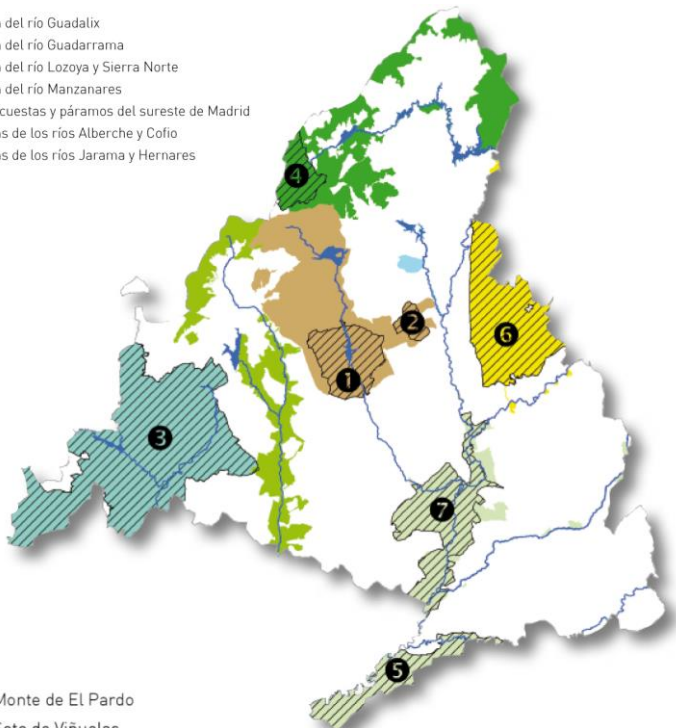 del río Guadalix
del río Guadarrama
del río Lozoya y Sierra Norte
del río Manzanares
cuestas y páramos del sureste de Madrid
de los ríos Alberche y Cofio
de los ríos Jarama y Hernares
4
2
6
1
3
7
5
Monte de El Pardo